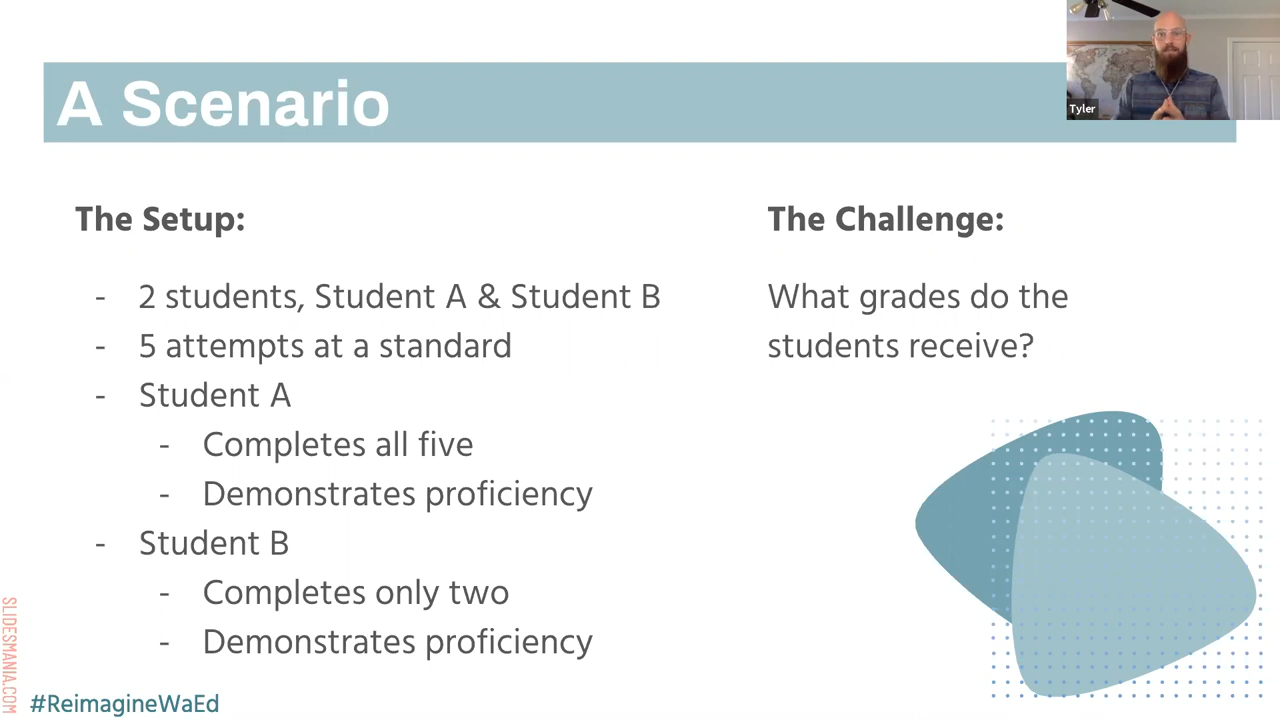 A Scenario
Tyler
The Setup:
- 2 students, Student A & Student B
- 5 attempts at a standard
- Student A
- Completes all five
- Demonstrates proficiency
- Student B
- Completes only two
- Demonstrates proficiency
The Challenge:
What grades do the
students receive?
SLIDESMANIA.COM
#ReimagineWaEd